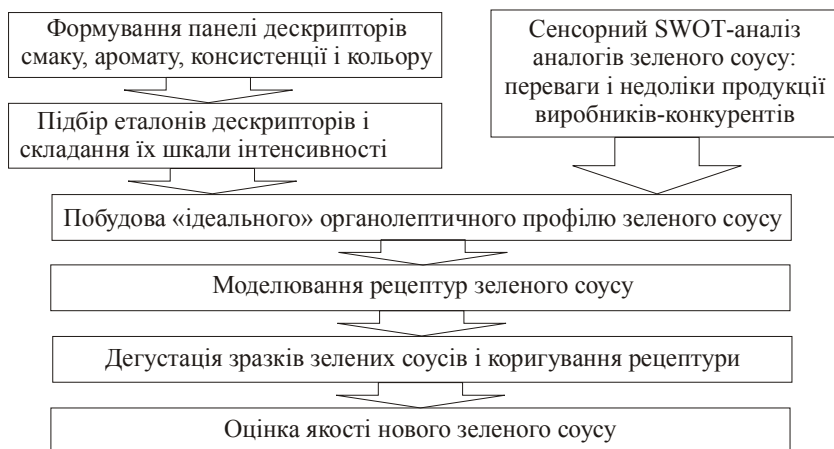 Формування панелі дескрипторів
смаку, аромату, консистенції і кольору
Підбір еталонів дескрипторів і
складання їх шкали інтенсивності
Сенсорний SWOT-аналіз
аналогів зеленого соусу:
переваги і недоліки продукції
виробників-конкурентів
Побудова «ідеального» органолептичного профілю зеленого соусу
Моделювання рецептур зеленого соусу
Дегустація зразків зелених соусів і коригування рецептури
Оцінка якості нового зеленого соусу